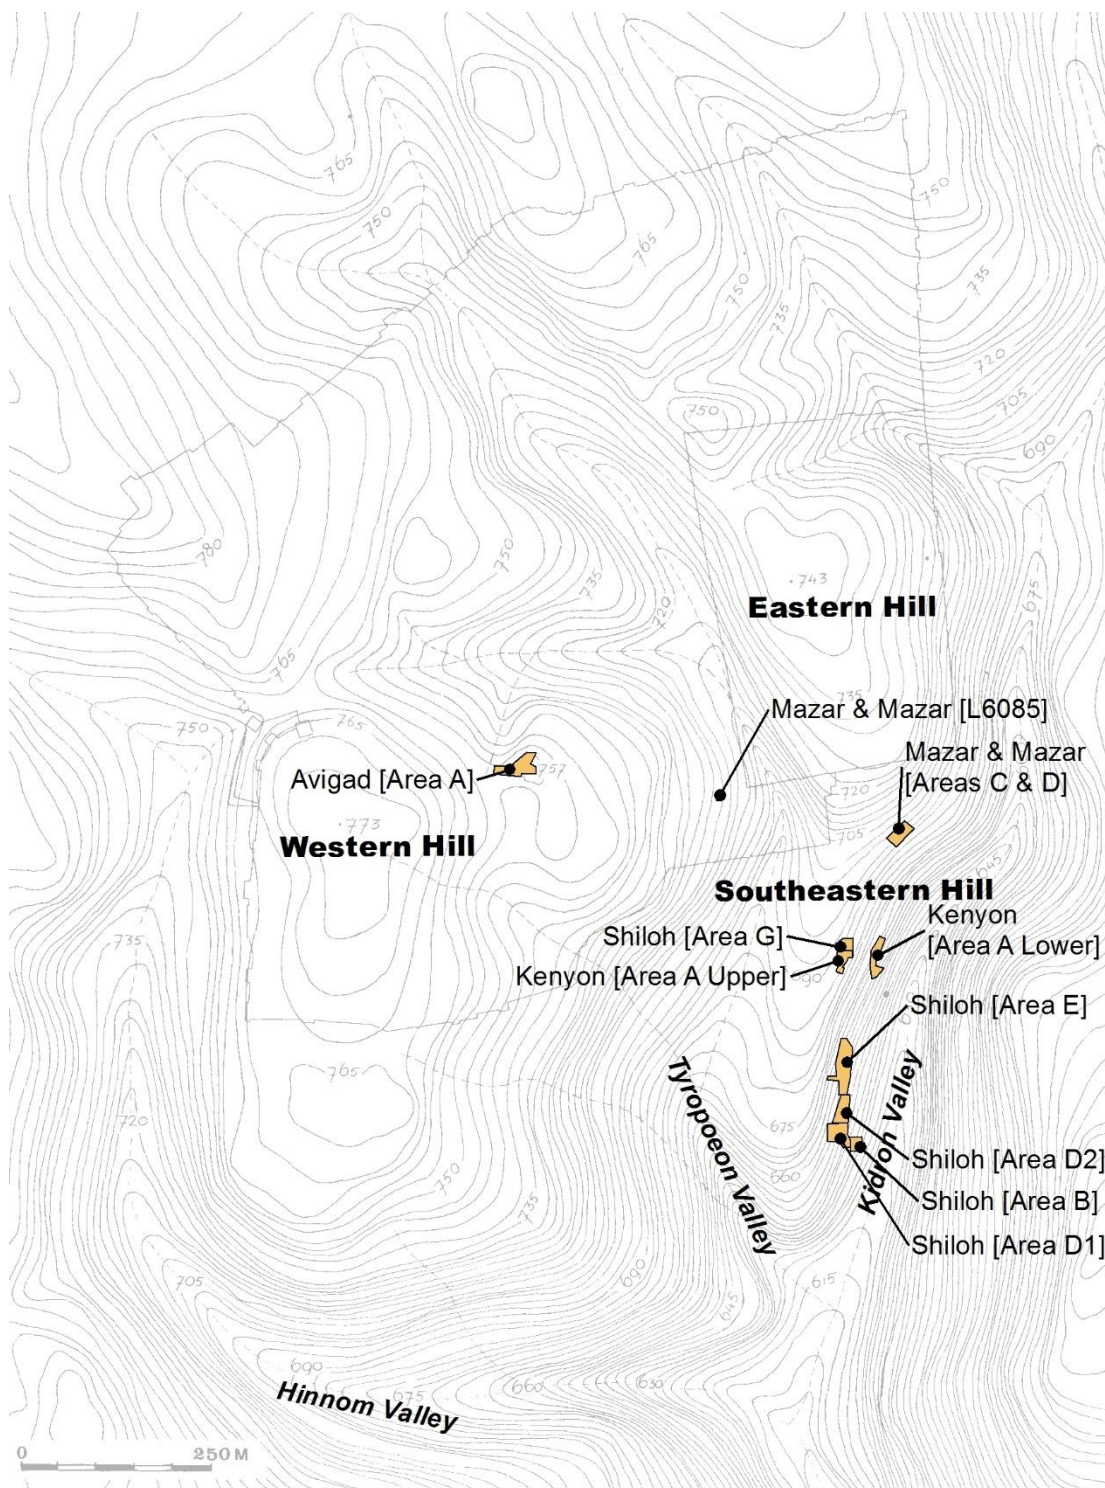 765
750
765
750
750
735
735
720
705
750
690
780
750
735
743
675
Eastern Hill
720
765
735
Mazar & Mazar [L6085]
750
765
Mazar & Mazar
[Areas C & D]
757
Avigad [Area A]
720
773
705
Western Hill
645
Southeastern Hill
Kenyon
[Area A Lower]
735
Shiloh [Area G]
Kenyon [Area A Upper]
690
Shiloh [Area E]
765
Tyropoeon Valley
Kidron Valley
720
675
Shiloh [Area D2]
750
660
Shiloh [Area B]
735
Shiloh [Area D1]
705
690
615
645
690
675
660
630
Hinnom Valley
0 250 M